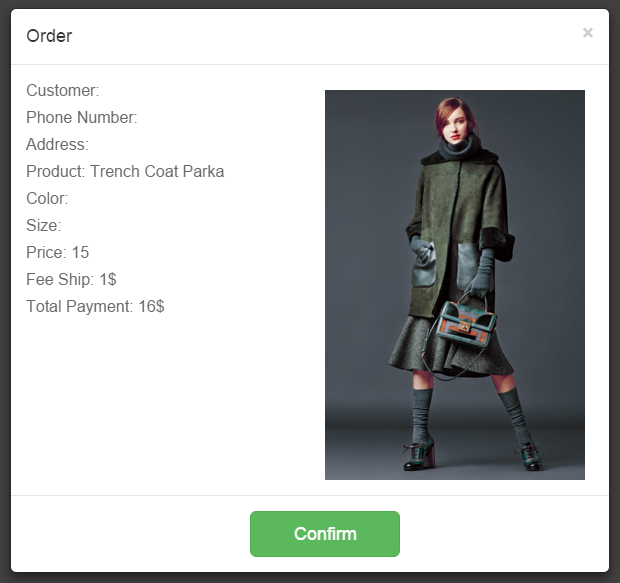 Order
×
Customer:
Phone Number:
Address:
Product: Trench Coat Parka
Color:
Size:
Price: 15
Fee Ship: 1$
Total Payment: 16$
Confirm